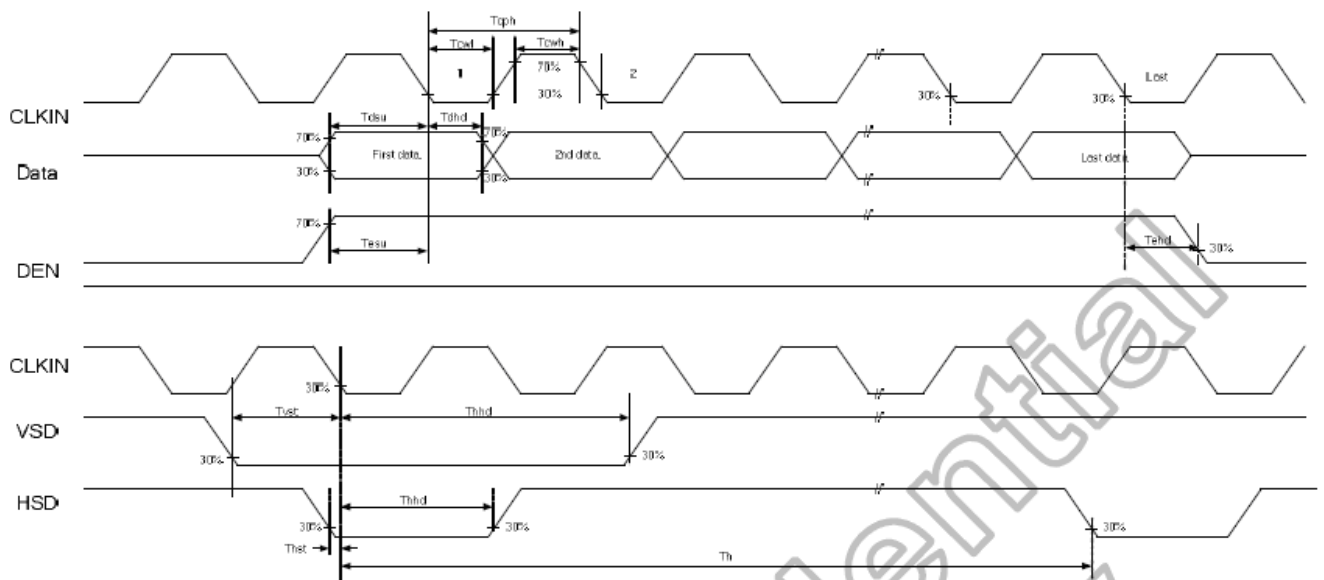 Tcph
Tcwl
Tcwh
1
70%
2
Last
30%
30%
30%
CLKIN
Tdsu
Tdhd
70%
70%
First data.
2nd data.
Last data.
Data
30%
30%
70%
Tesu
Tehd
30%
DEN
CLKIN
30%
Tvst
Thhd
VSD
30%
30%
HSD
Thhd
30%
30%
30%
Thst
Th
dential